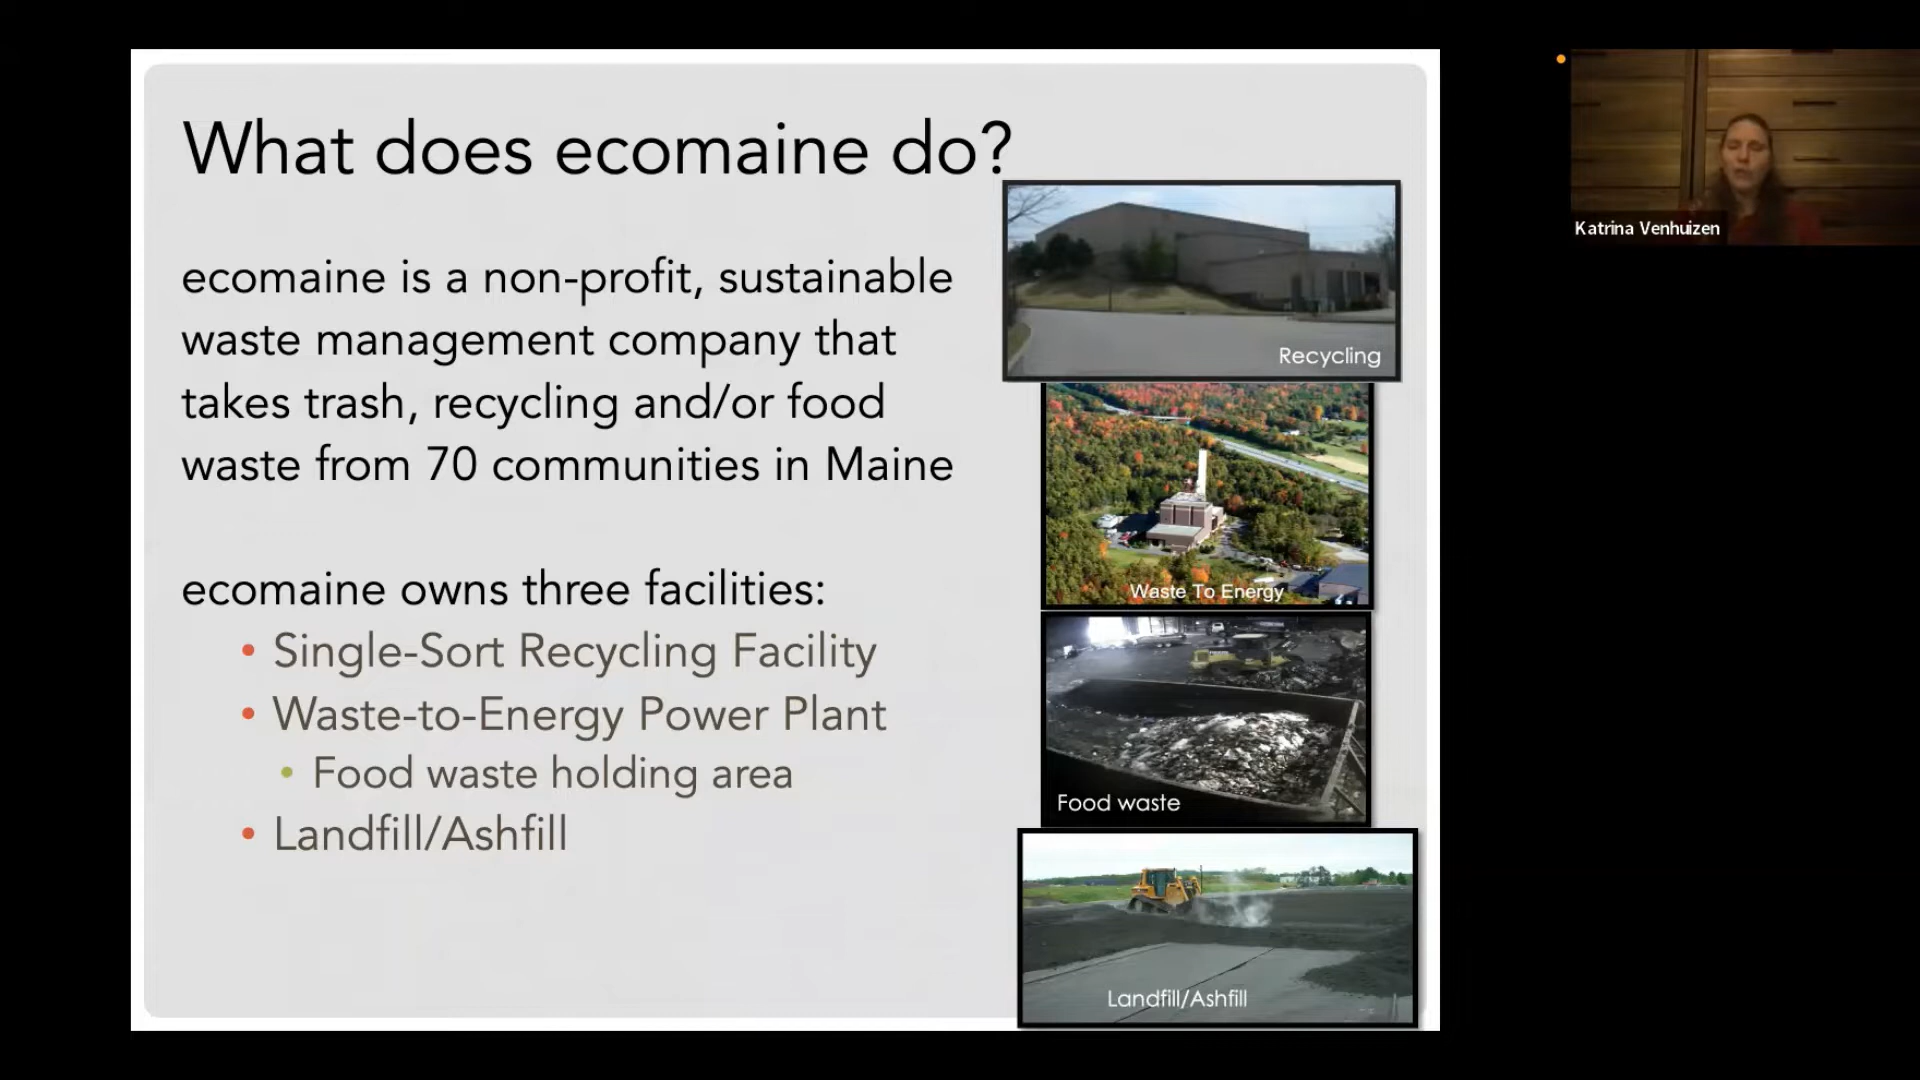 What does ecomaine do?
ecomaine is a non-profit, sustainable
waste management company that
takes trash, recycling and/or food
waste from 70 communities in Maine
ecomaine owns three facilities:
• Single-Sort Recycling Facility
• Waste-to-Energy Power Plant
• Food waste holding area
• Landfill/Ashfill
Recycling
Waste To Energy
Food waste
Landfill/Ashfill
Katrina Venhuizen